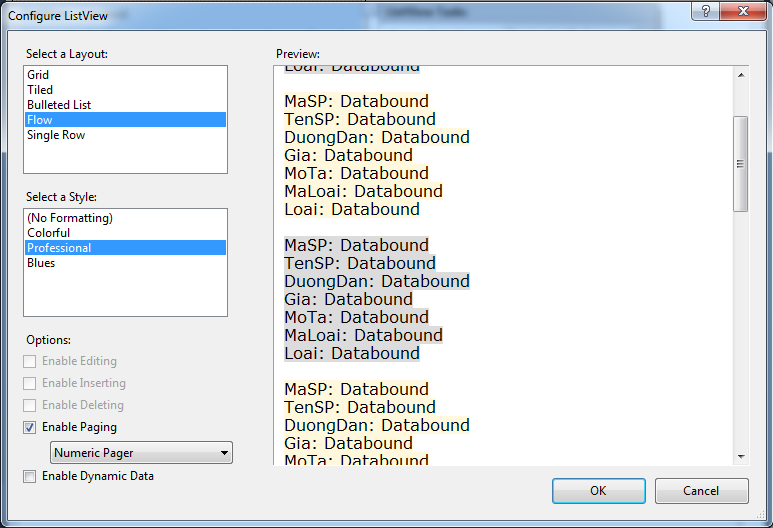 Configure ListView
ListView Tasks
Select a Layout:
Grid
Tiled
Bulleted List
Flow
Single Row
Select a Style:
(No Formatting)
Colorful
Professional
Blues
Options:
Enable Editing
Enable Inserting
Enable Deleting
Enable Paging
Numeric Pager
Enable Dynamic Data
Preview:
Loai: Databound
MaSP: Databound
TenSP: Databound
DuongDan: Databound
Gia: Databound
MoTa: Databound
MaLoai: Databound
Loai: Databound
MaSP: Databound
TenSP: Databound
DuongDan: Databound
Gia: Databound
MoTa: Databound
MaLoai: Databound
Loai: Databound
MaSP: Databound
TenSP: Databound
DuongDan: Databound
Gia: Databound
MoTa: Databound
OK
Cancel